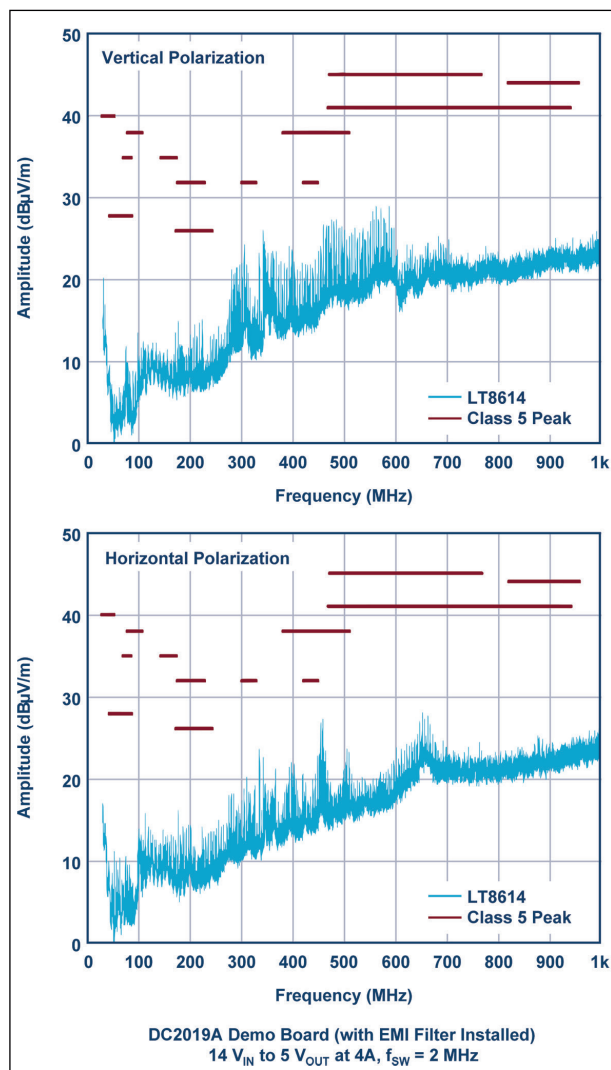 Vertical Polarization
Amplitude (dBµV/m)
50
40
30
20
10
0
LT8614
Class 5 Peak
0 100 200 300 400 500 600 700 800 900 1k
Frequency (MHz)
Horizontal Polarization
Amplitude (dBµV/m)
50
40
30
20
10
0
LT8614
Class 5 Peak
0 100 200 300 400 500 600 700 800 900 1k
Frequency (MHz)
DC2019A Demo Board (with EMI Filter Installed)
14 VIN to 5 VOUT at 4A, fSW = 2 MHz